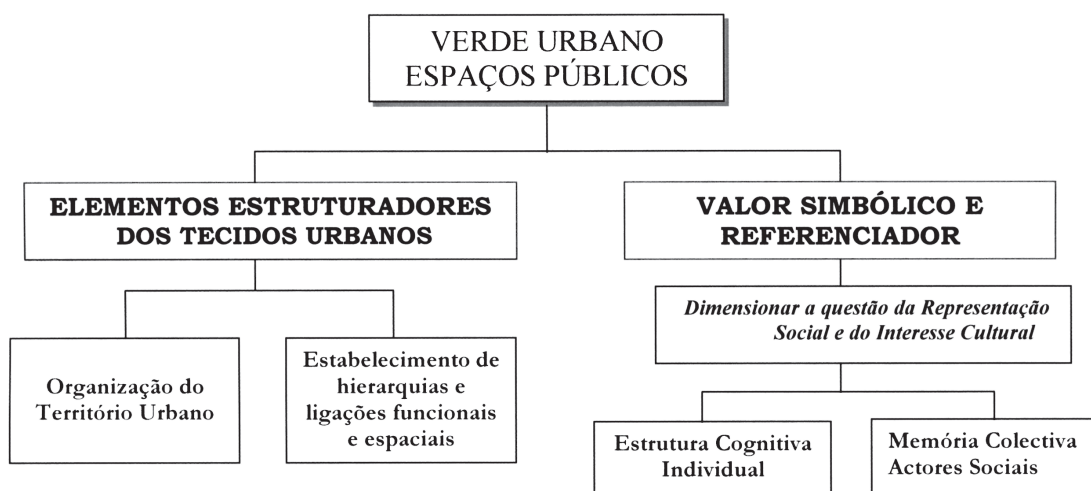 VERDE URBANO
ESPAÇOS PÚBLICOS
ELEMENTOS ESTRUTURADORES
DOS TECIDOS URBANOS
VALOR SIMBÓLICO E
REFERENCIADOR
Dimensionar a questão da Representação
Social e do Interesse Cultural
Organização do
Território Urbano
Estabelecimento de
hierarquias e
ligações funcionais
e espaciais
Estrutura Cognitiva
Individual
Memória Colectiva
Actores Sociais